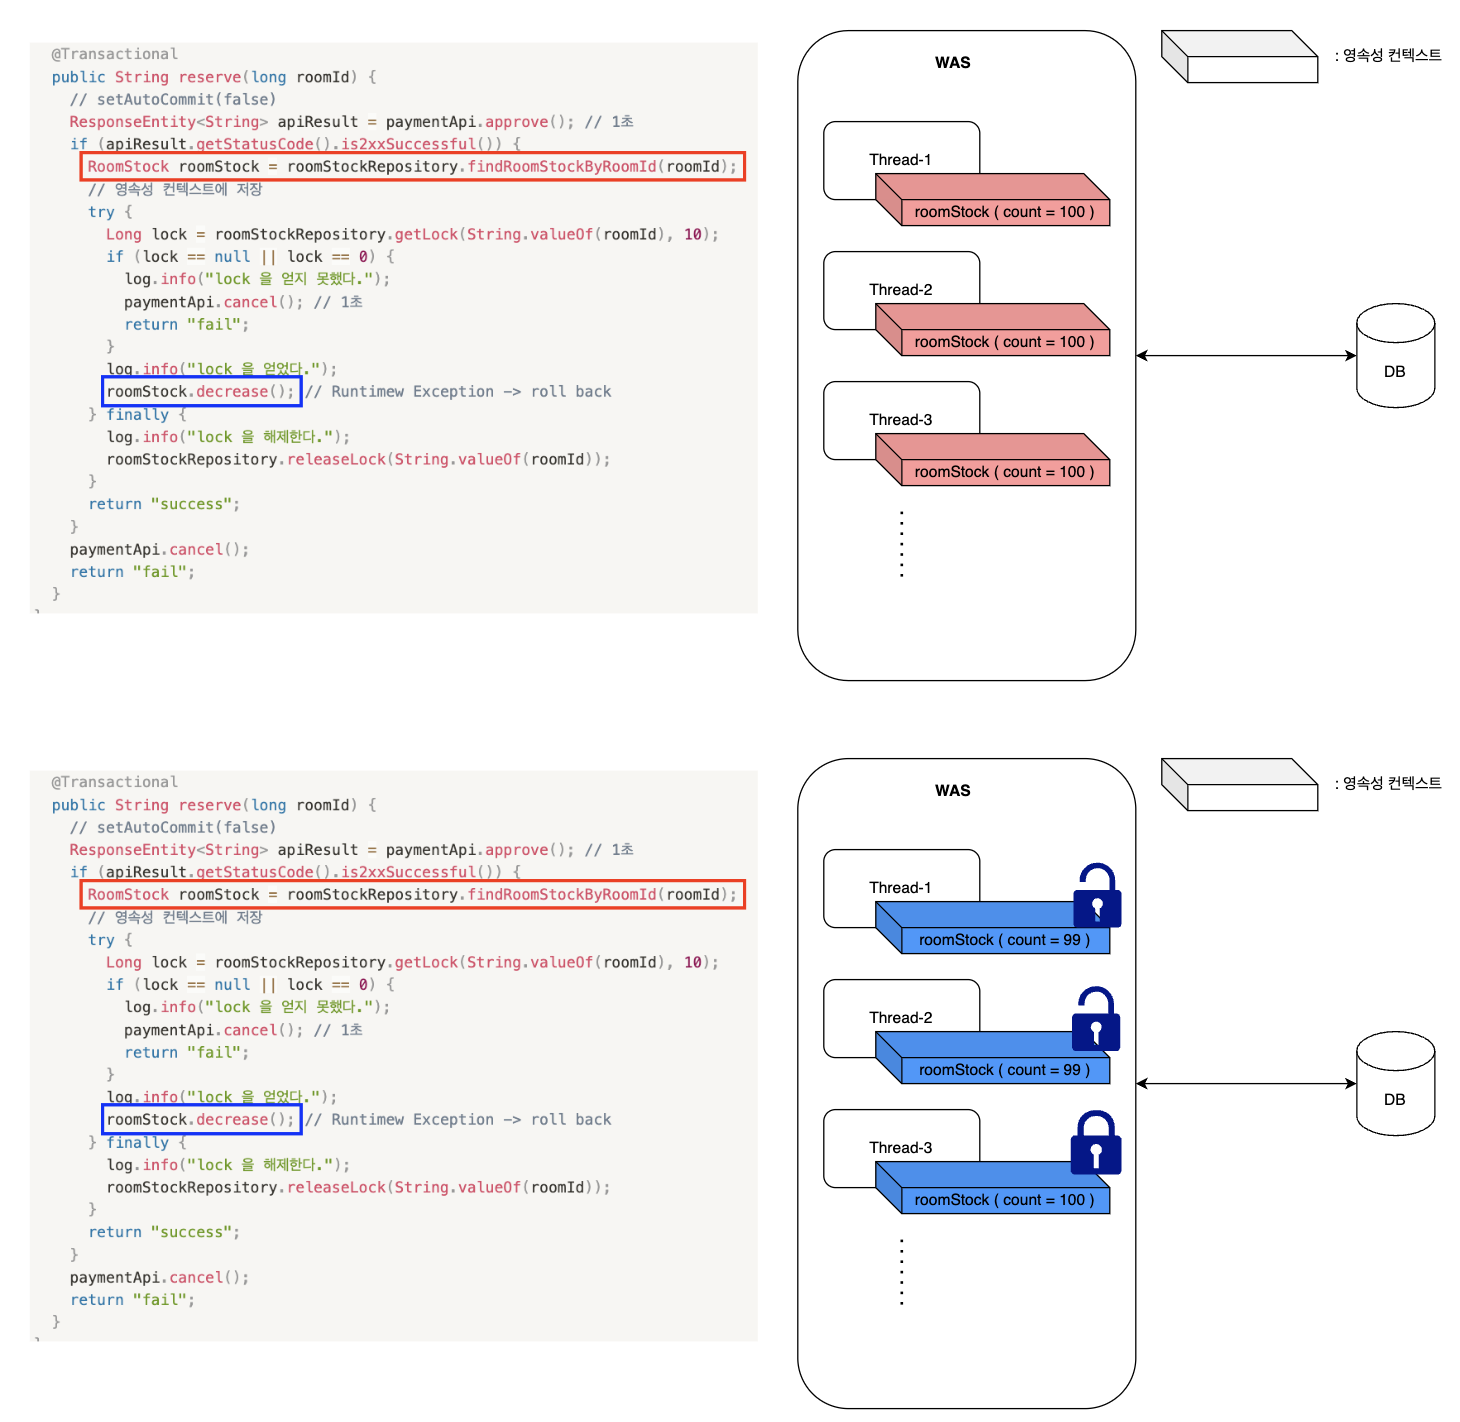 @Transactional
public String reserve(long roomId) {
// setAutoCommit(false)
ResponseEntity<String> apiResult = paymentApi.approve(); // 1초
if (apiResult.getStatusCode().is2xxSuccessful()) {
RoomStock roomStock = roomStockRepository.findRoomStockByRoomId(roomId);
// 영속성 컨텍스트에 저장
try {
Long lock = roomStockRepository.getLock(String.valueOf(roomId), 10);
if (lock == null || lock == 0) {
log.info("lock 을 얻지 못했다.");
paymentApi.cancel(); // 1초
return "fail";
}
log.info("lock 을 얻었다.");
roomStock.decrease(); // Runtimew Exception -> roll back
} finally {
log.info("lock 을 해제한다.");
roomStockRepository.releaseLock(String.valueOf(roomId));
}
return "success";
}
paymentApi.cancel();
return "fail";
}
WAS
Thread-1
roomStock ( count = 100 )
Thread-2
roomStock ( count = 100 )
Thread-3
roomStock ( count = 100 )
: 영속성 컨텍스트
DB
@Transactional
public String reserve(long roomId) {
// setAutoCommit(false)
ResponseEntity<String> apiResult = paymentApi.approve(); // 1초
if (apiResult.getStatusCode().is2xxSuccessful()) {
RoomStock roomStock = roomStockRepository.findRoomStockByRoomId(roomId);
// 영속성 컨텍스트에 저장
try {
Long lock = roomStockRepository.getLock(String.valueOf(roomId), 10);
if (lock == null || lock == 0) {
log.info("lock 을 얻지 못했다.");
paymentApi.cancel(); // 1초
return "fail";
}
log.info("lock 을 얻었다.");
roomStock.decrease(); // Runtimew Exception -> roll back
} finally {
log.info("lock 을 해제한다.");
roomStockRepository.releaseLock(String.valueOf(roomId));
}
return "success";
}
paymentApi.cancel();
return "fail";
}
WAS
Thread-1
roomStock ( count = 99 )
Thread-2
roomStock ( count = 99 )
Thread-3
roomStock ( count = 100 )
: 영속성 컨텍스트
DB